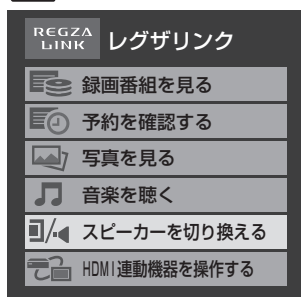 REGZA
LINK レグザリンク
録画番組を見る
予約を確認する
写真を見る
音楽を聴く
スピーカーを切り換える
HDMI連動機器を操作する